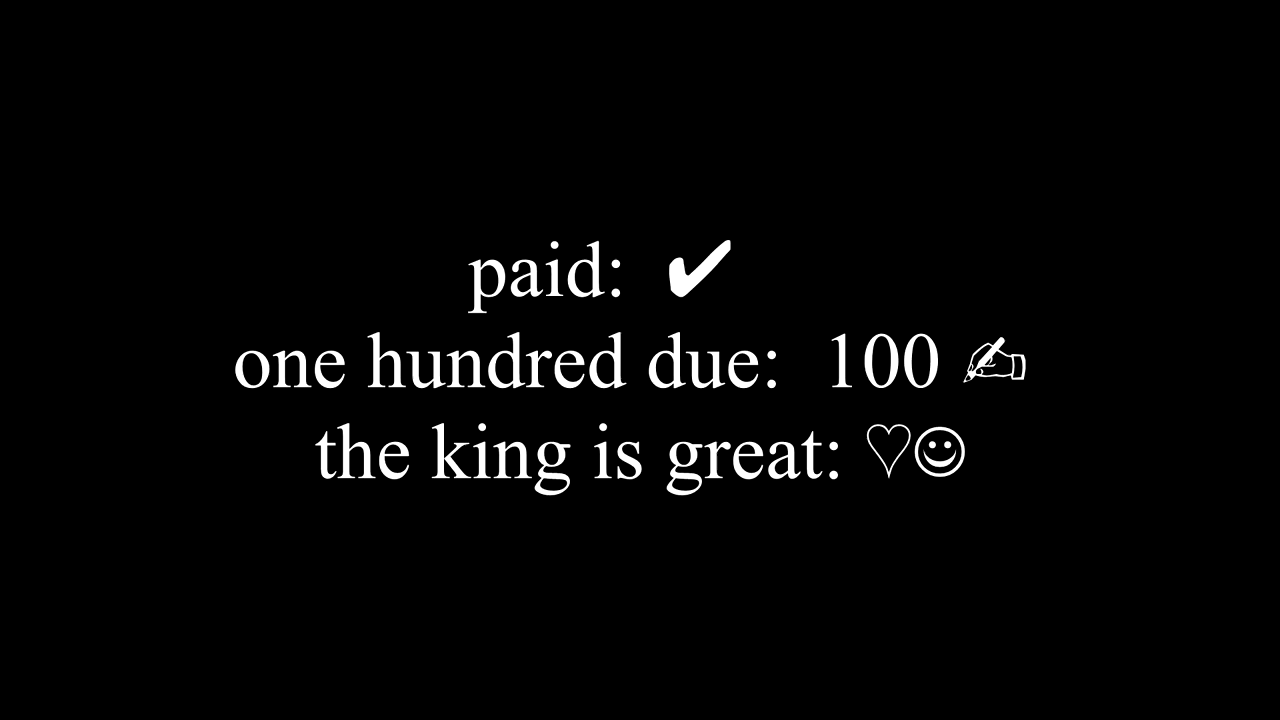 paid: ✔
one hundred due: 100 ✍
the king is great: ♡☻